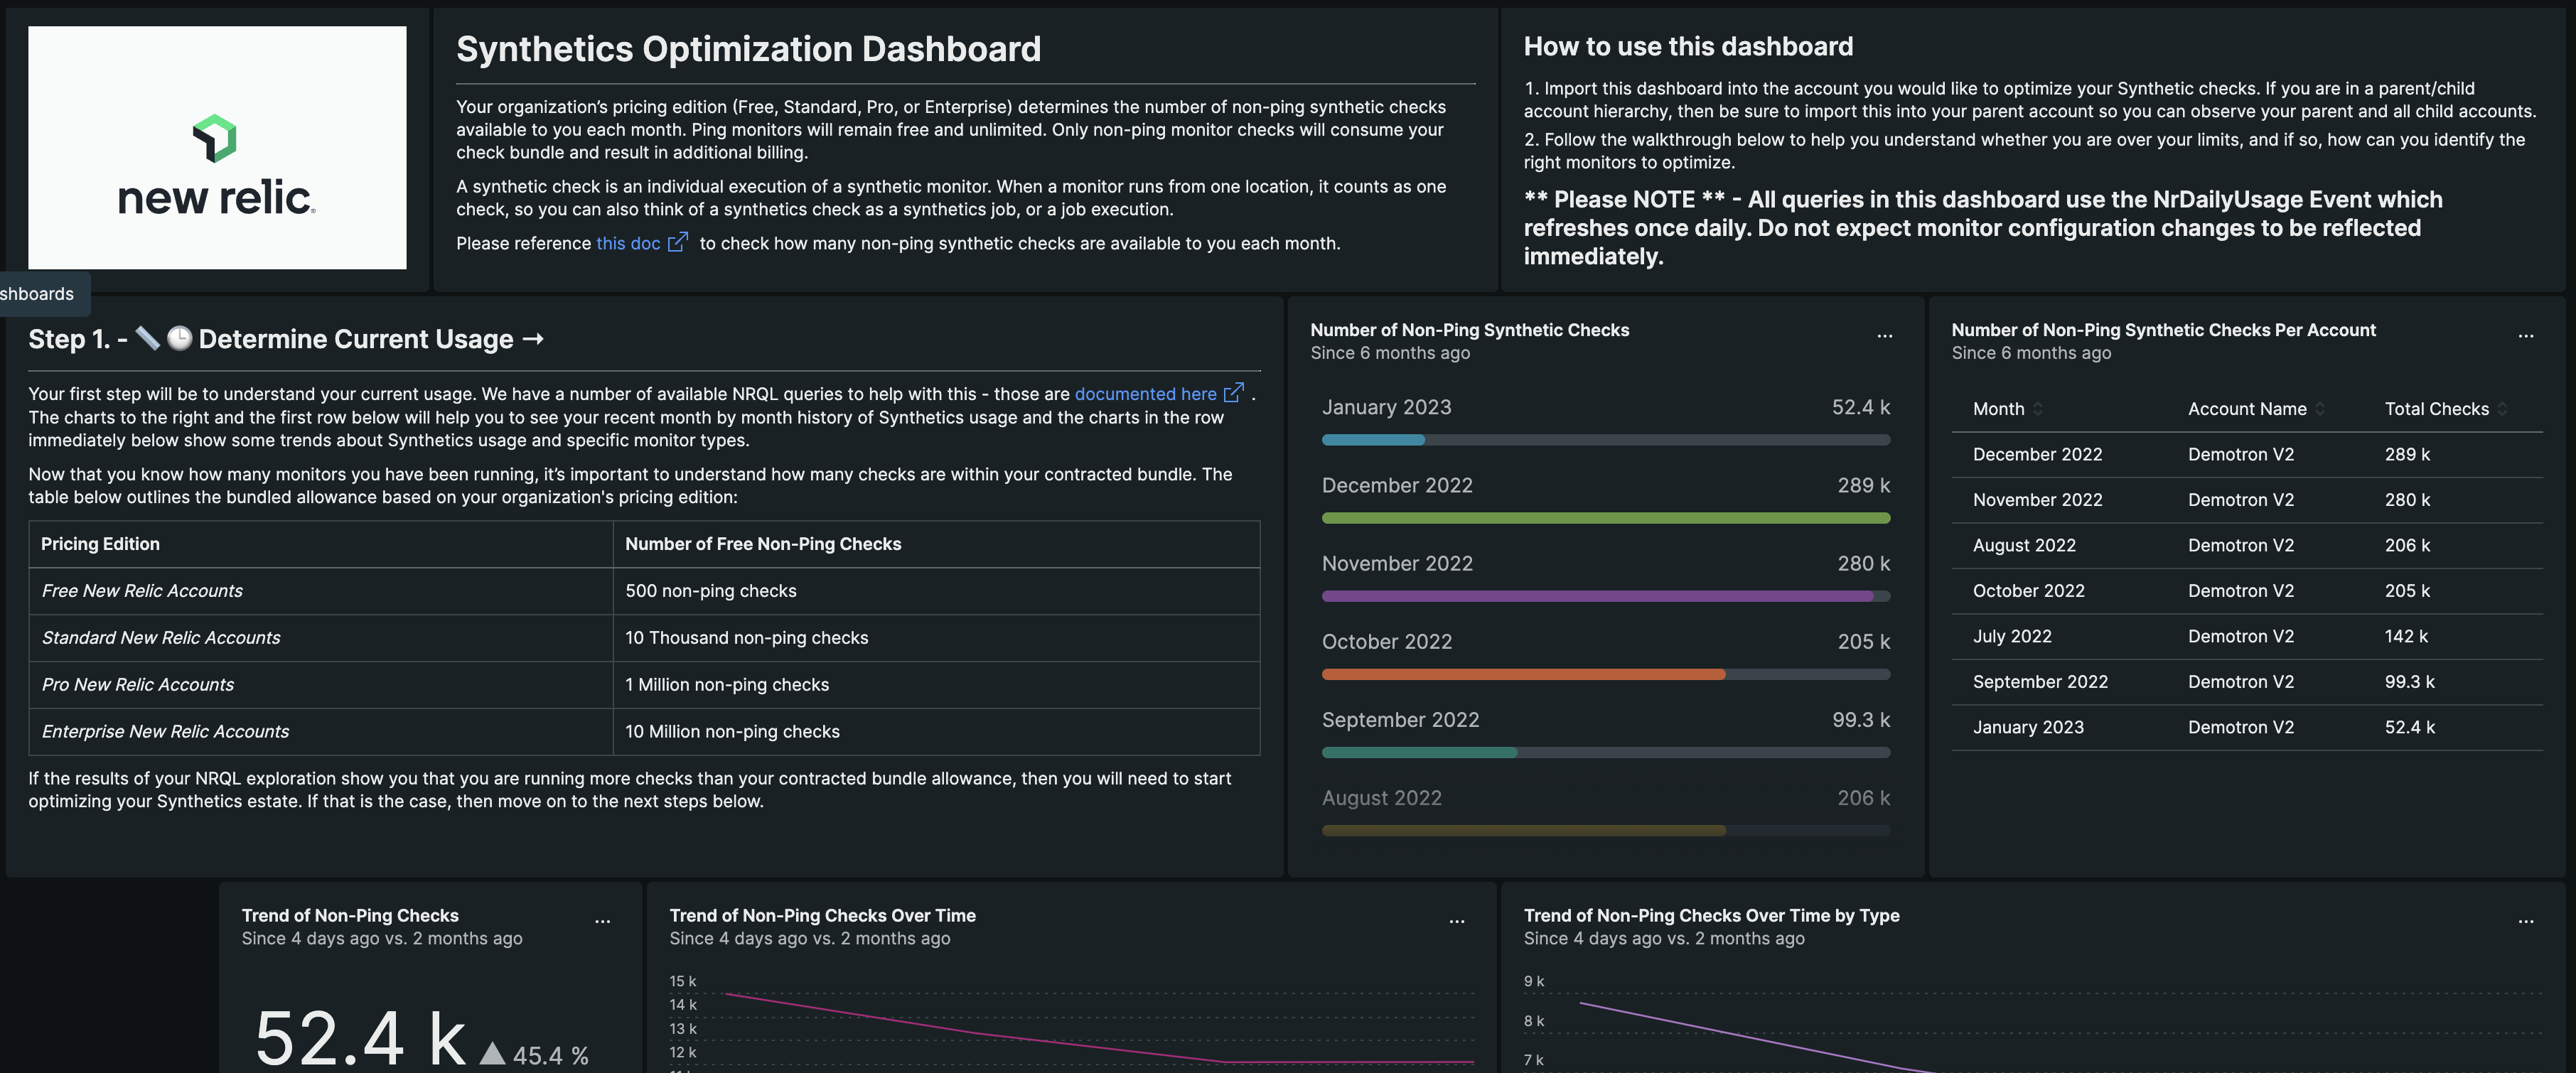 new relic
Synthetics Optimization Dashboard
Your organization’s pricing edition (Free, Standard, Pro, or Enterprise) determines the number of non-ping synthetic checks
available to you each month. Ping monitors will remain free and unlimited. Only non-ping monitor checks will consume your
check bundle and result in additional billing.
A synthetic check is an individual execution of a synthetic monitor. When a monitor runs from one location, it counts as one
check, so you can also think of a synthetics check as a synthetics job, or a job execution.
Please reference this doc to check how many non-ping synthetic checks are available to you each month.
How to use this dashboard
1. Import this dashboard into the account you would like to optimize your Synthetic checks. If you are in a parent/child
account hierarchy, then be sure to import this into your parent account so you can observe your parent and all child accounts.
2. Follow the walkthrough below to help you understand whether you are over your limits, and if so, how can you identify the
right monitors to optimize.
** Please NOTE ** - All queries in this dashboard use the NrDailyUsage Event which
refreshes once daily. Do not expect monitor configuration changes to be reflected
immediately.
shboards
Step 1. - 📏 🕒 Determine Current Usage →
Your first step will be to understand your current usage. We have a number of available NRQL queries to help with this - those are documented here .
The charts to the right and the first row below will help you to see your recent month by month history of Synthetics usage and the charts in the row
immediately below show some trends about Synthetics usage and specific monitor types.
Now that you know how many monitors you have been running, it’s important to understand how many checks are within your contracted bundle. The
table below outlines the bundled allowance based on your organization's pricing edition:
Pricing Edition Number of Free Non-Ping Checks
Free New Relic Accounts 500 non-ping checks
Standard New Relic Accounts 10 Thousand non-ping checks
Pro New Relic Accounts 1 Million non-ping checks
Enterprise New Relic Accounts 10 Million non-ping checks
If the results of your NRQL exploration show you that you are running more checks than your contracted bundle allowance, then you will need to start
optimizing your Synthetics estate. If that is the case, then move on to the next steps below.
Number of Non-Ping Synthetic Checks ...
Since 6 months ago
January 2023 52.4 k
December 2022 289 k
November 2022 280 k
October 2022 205 k
September 2022 99.3 k
August 2022 206 k
Number of Non-Ping Synthetic Checks Per Account ...
Since 6 months ago
Month Account Name Total Checks
December 2022 Demotron V2 289 k
November 2022 Demotron V2 280 k
August 2022 Demotron V2 206 k
October 2022 Demotron V2 205 k
July 2022 Demotron V2 142 k
September 2022 Demotron V2 99.3 k
January 2023 Demotron V2 52.4 k
Trend of Non-Ping Checks ...
Since 4 days ago vs. 2 months ago
52.4 k ▲ 45.4 %
Trend of Non-Ping Checks Over Time ...
Since 4 days ago vs. 2 months ago
15 k
14 k
13 k
12 k
Trend of Non-Ping Checks Over Time by Type ...
Since 4 days ago vs. 2 months ago
9 k
8 k
7 k